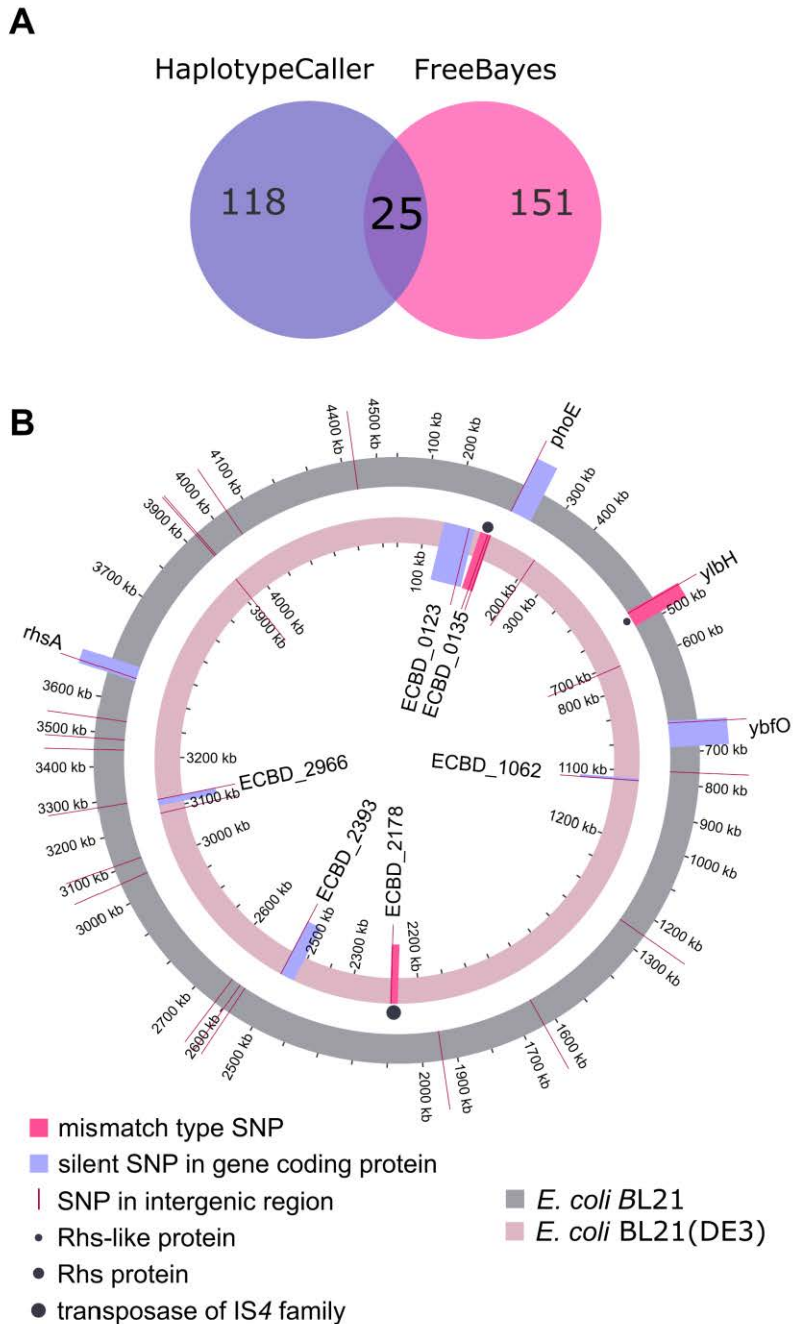 A
HaplotypeCaller
FreeBayes
118
25
151
B
4400 kb
4500 kb
100 kb
200 kb
phoE
300 kb
400 kb
ylbH
500 kb
600 kb
ybfO
700 kb
800 kb
900 kb
1000 kb
1200 kb
1300 kb
1600 kb
1700 kb
1900 kb
2000 kb
2500 kb
2600 kb
2700 kb
3000 kb
3100 kb
3200 kb
3300 kb
3400 kb
3500 kb
3600 kb
rhsA
3700 kb
3900 kb
4000 kb
4100 kb
100 kb
ECBD_0123
ECBD_0135
200 kb
300 kb
700 kb
800 kb
ECBD_1062
1100 kb
1200 kb
2200 kb
ECBD_2178
2300 kb
ECBD_2393
2500 kb
2600 kb
3000 kb
3100 kb
ECBD_2966
3200 kb
3900 kb
4000 kb
mismatch type SNP
silent SNP in gene coding protein
SNP in intergenic region
Rhs-like protein
Rhs protein
transposase of IS4 family
E. coli BL21
E. coli BL21(DE3)